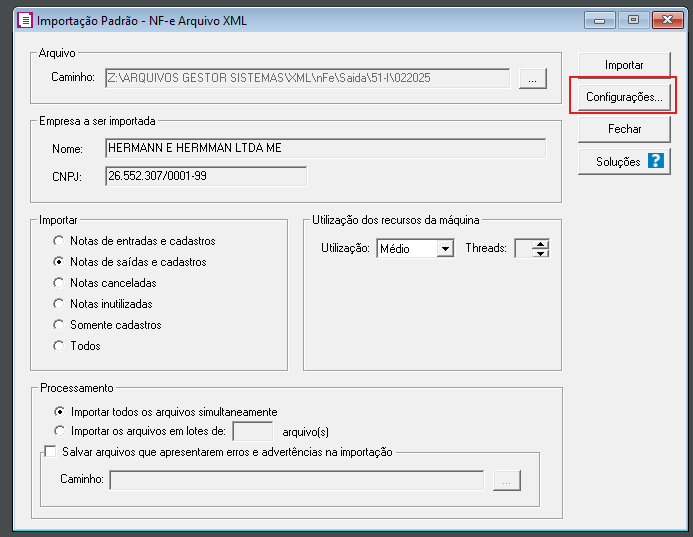 Importação Padrão - NF-e Arquivo XML
Arquivo
Caminho: Z:\ARQUIVOS GESTOR SISTEMAS\XML\nFe\Saida\51-I\022025 ...
Importar
Configurações...
Fechar
Soluções ?
Empresa a ser importada
Nome: HERMANN E HERMMAN LTDA ME
CNPJ: 26.552.307/0001-99
Importar
Notas de entradas e cadastros
Notas de saídas e cadastros
Notas canceladas
Notas inutilizadas
Somente cadastros
Todos
Utilização dos recursos da máquina
Utilização: Médio Threads:
Processamento
Importar todos os arquivos simultaneamente
Importar os arquivos em lotes de: arquivo(s)
Salvar arquivos que apresentarem erros e advertências na importação
Caminho: ...